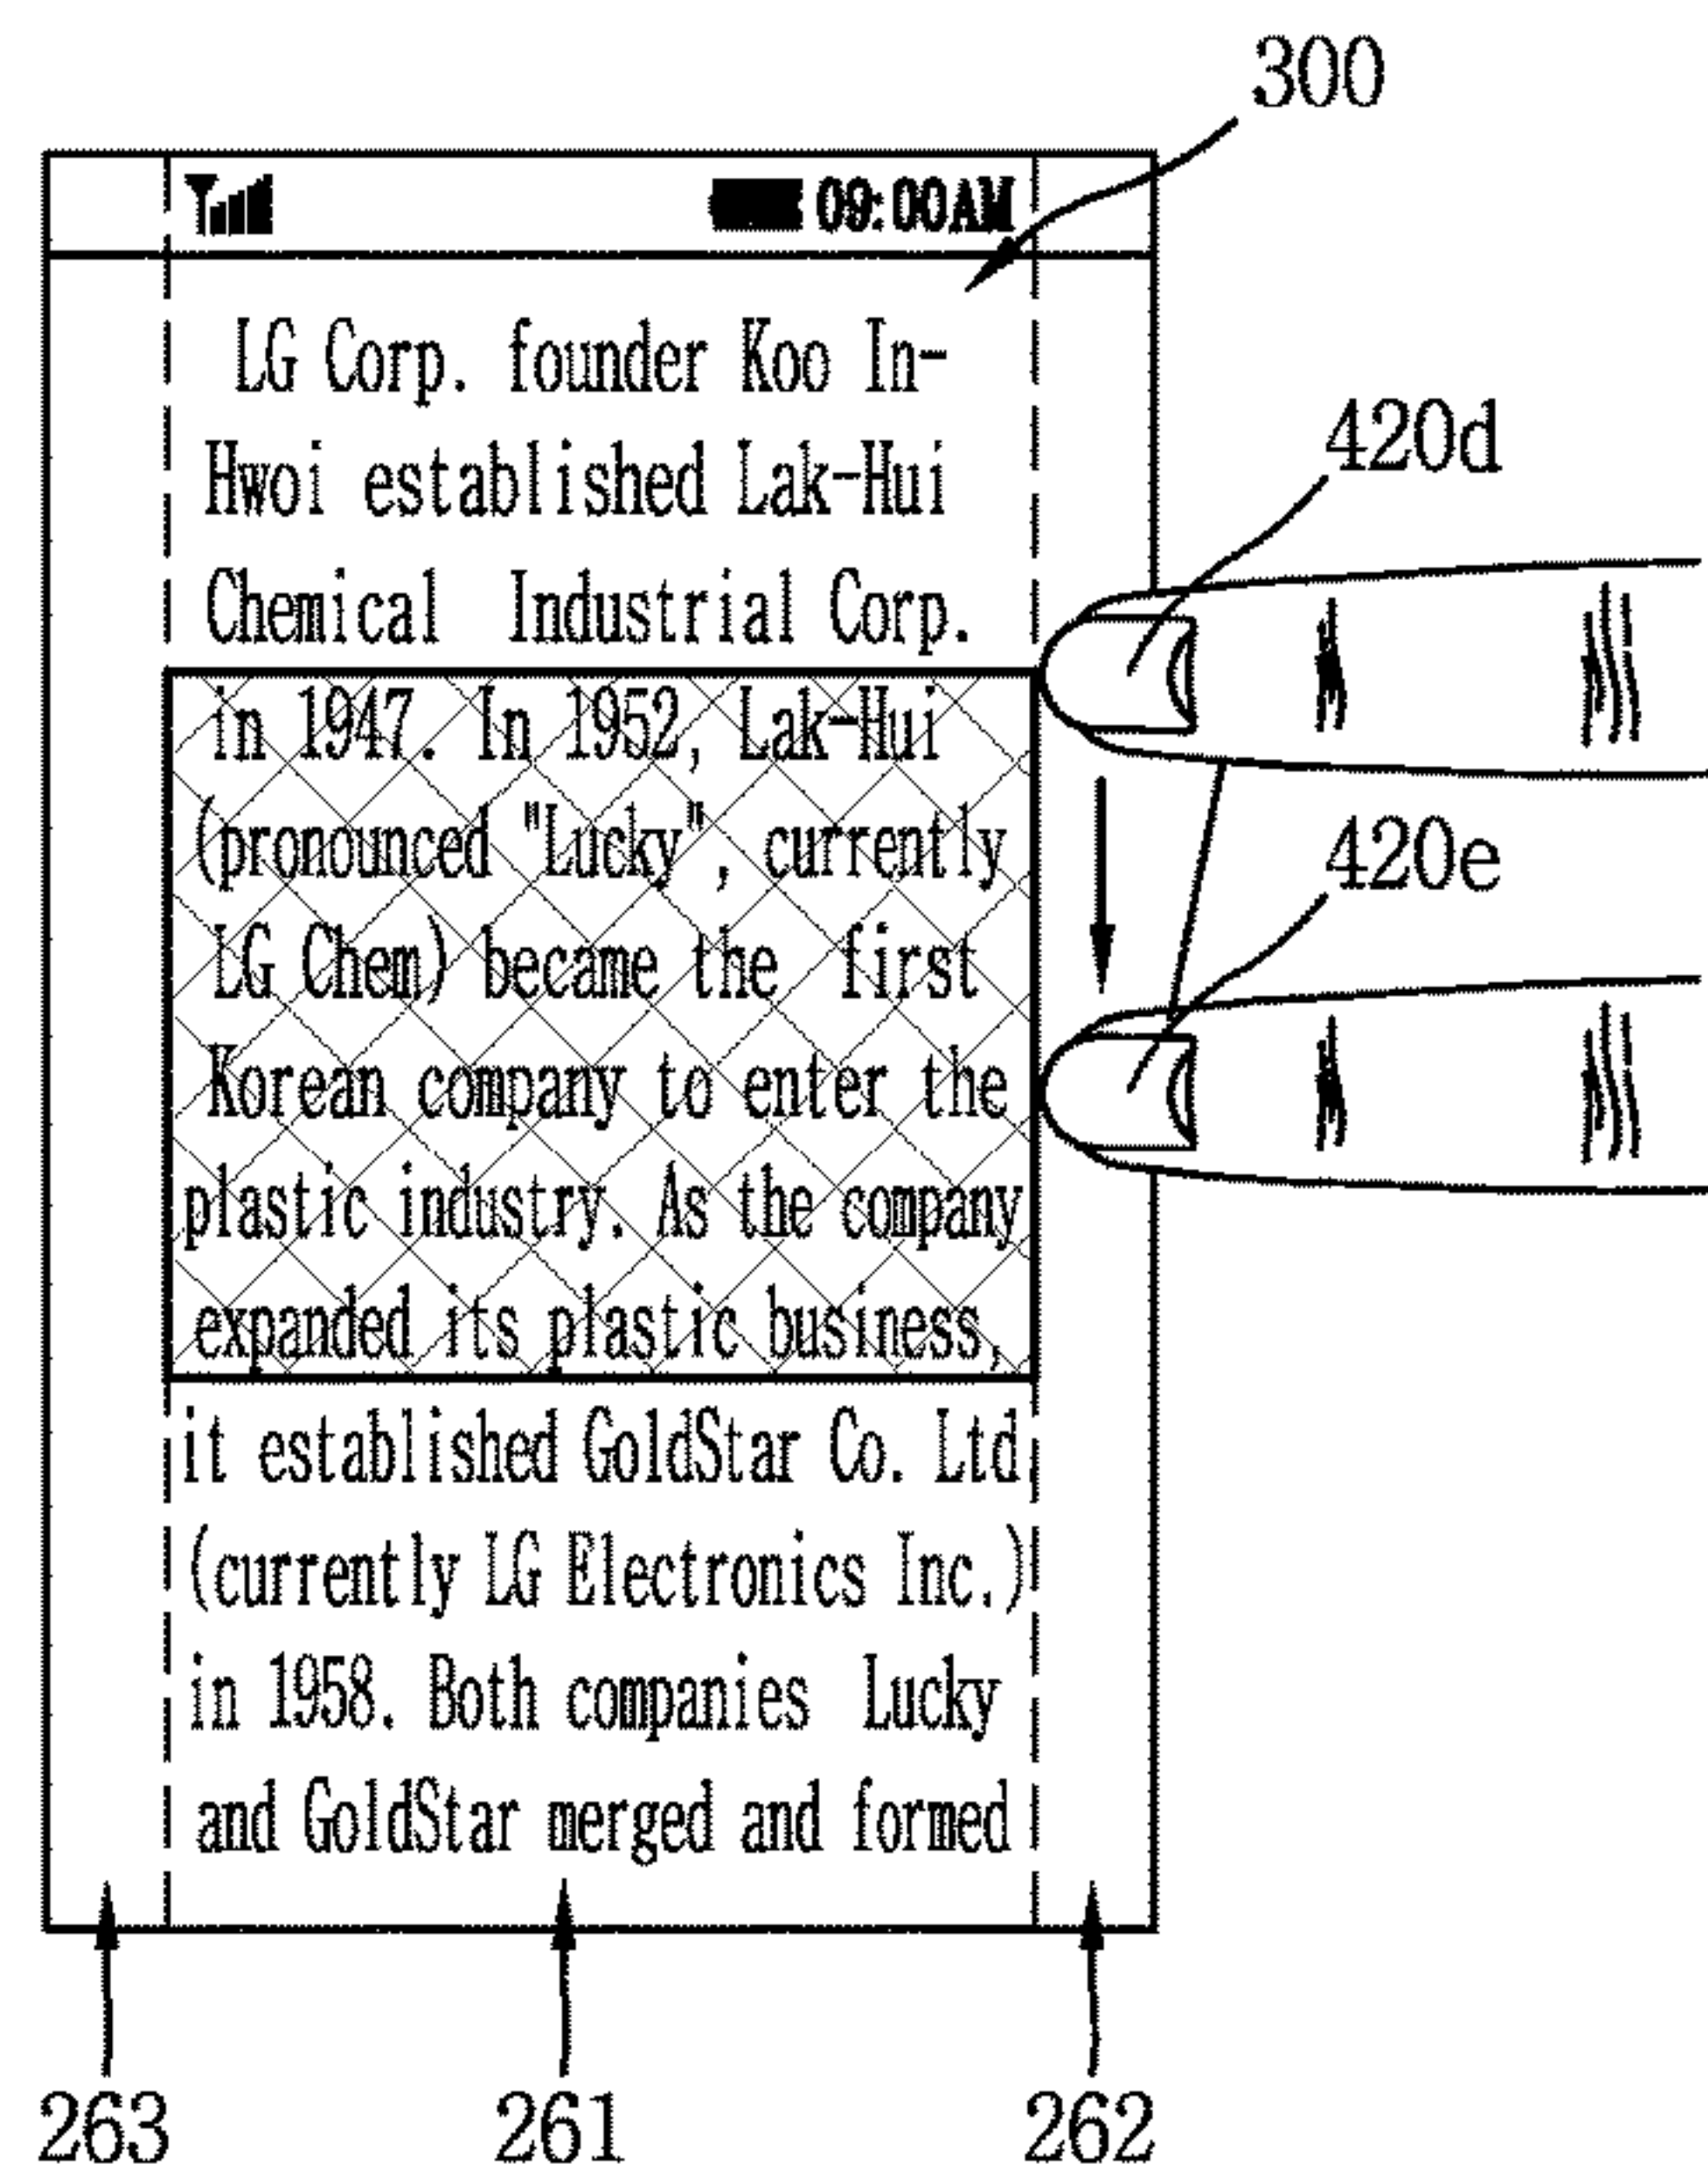 300
09:00AM
LG Corp. founder Koo In-
Hwoi established Lak-Hui
420d
Chemical Industrial Corp.
in 1947. In 1952, Lak-Hui
(pronounced "Lucky", currently
420e
LG Chem) became the first
Korean company to enter the
plastic industry. As the company
expanded its plastic business,
it established GoldStar Co. Ltd.
(currently LG Electronics Inc.)
in 1958. Both companies Lucky
and GoldStar merged and formed
263 261 262